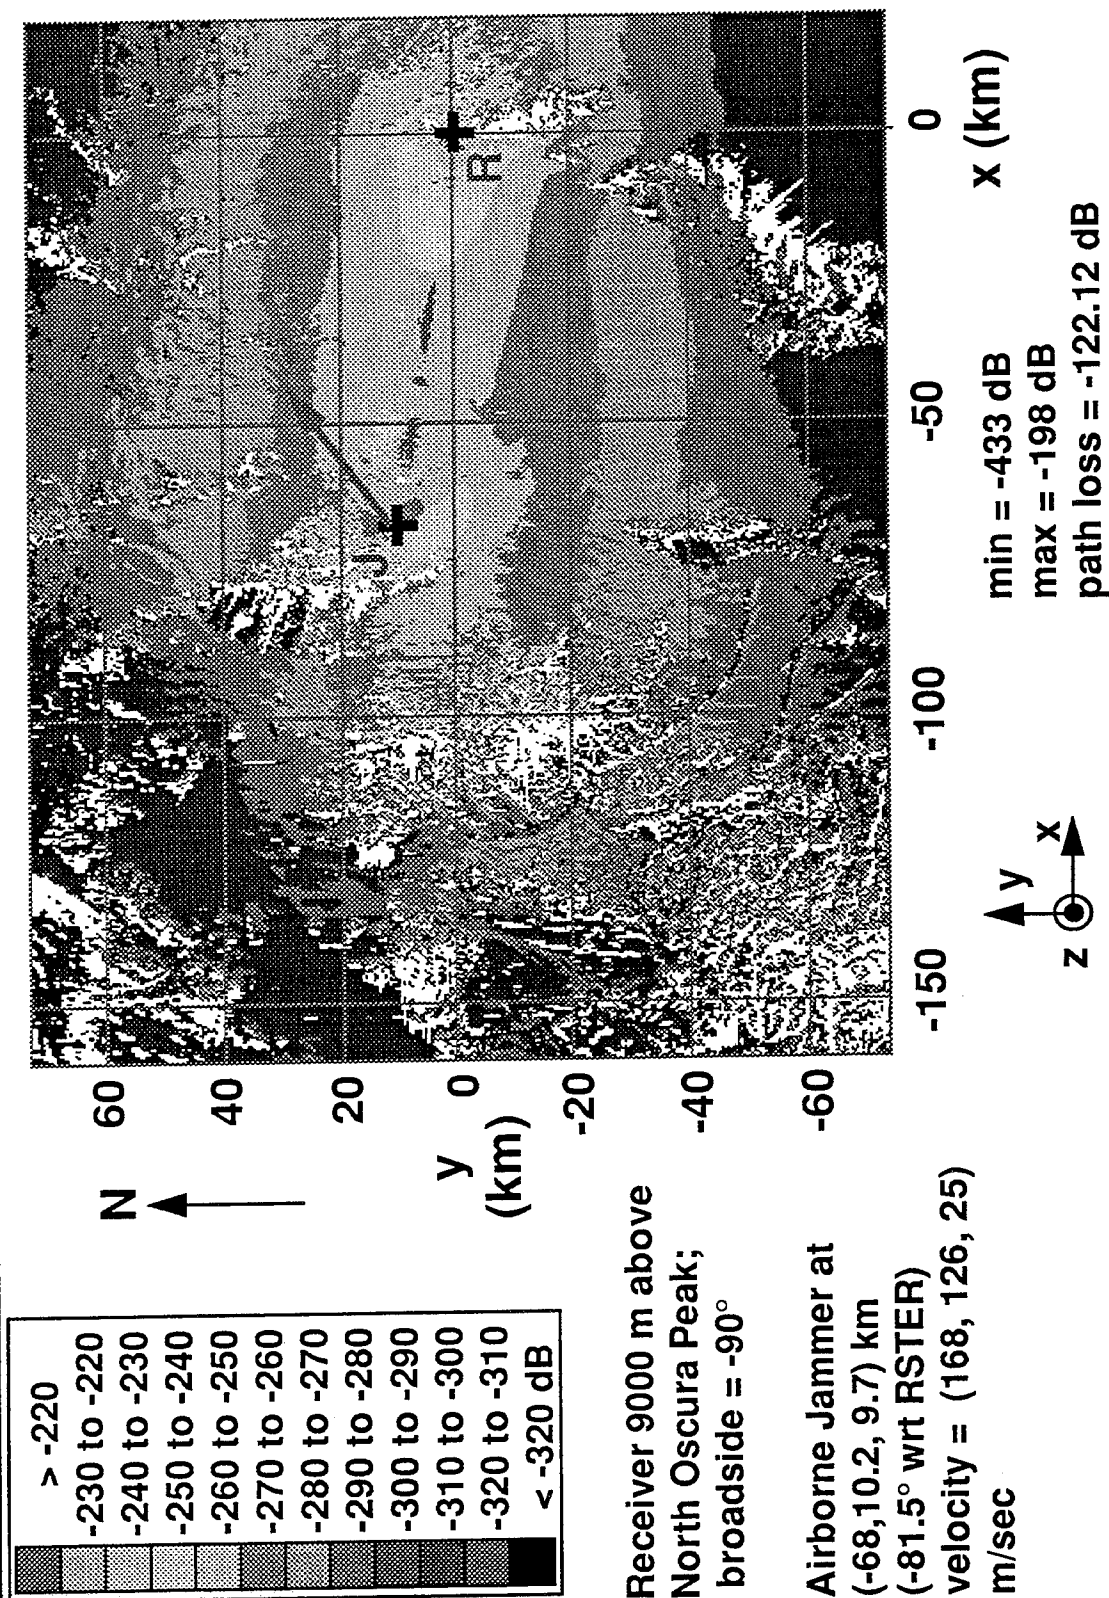 > -220
-230 to -220
-240 to -230
-250 to -240
-260 to -250
-270 to -260
-280 to -270
-290 to -280
-300 to -290
-310 to -300
-320 to -310
< -320 dB
N
y
(km)
60
40
20
0
-20
-40
-60
J
R
-150
-100
-50
0
x (km)
Receiver 9000 m above
North Oscura Peak;
broadside = -90°
Airborne Jammer at
(-68,10.2, 9.7) km
(-81.5° wrt RSTER)
velocity = (168, 126, 25)
m/sec
z
y
x
min = -433 dB
max = -198 dB
path loss = -122.12 dB